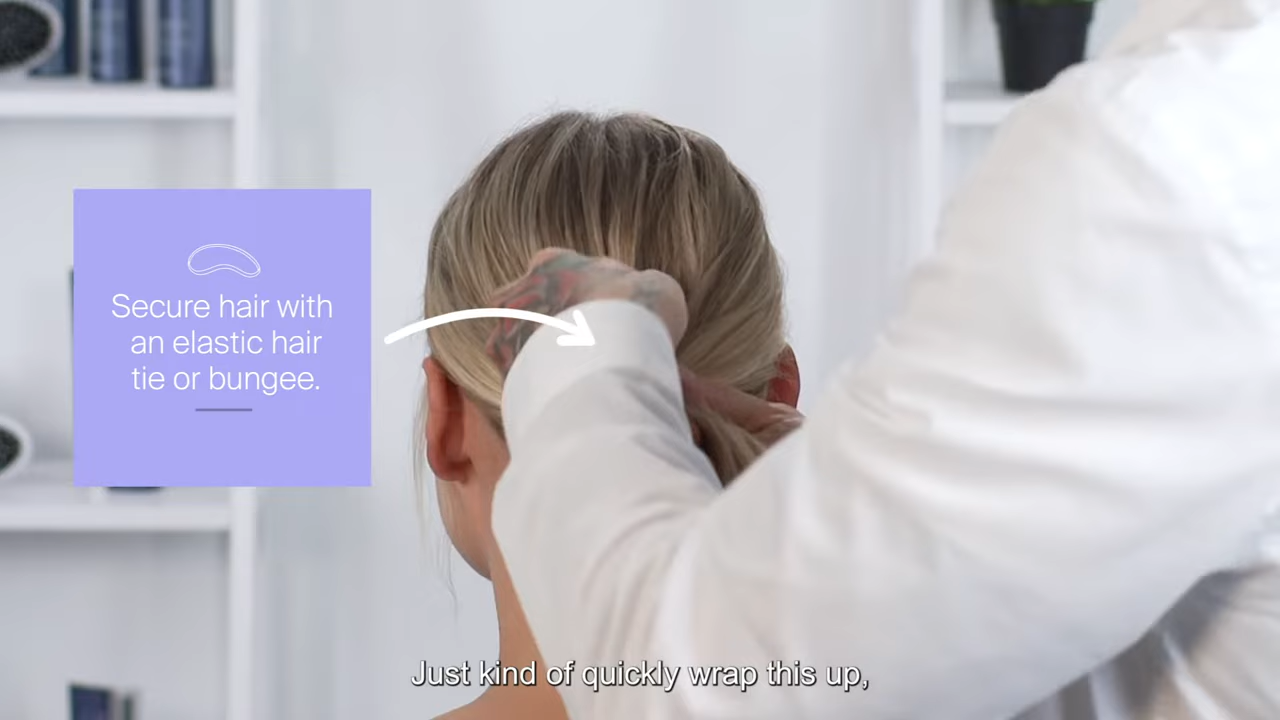 Secure hair with
an elastic hair
tie or bungee.
Just kind of quickly wrap this up,